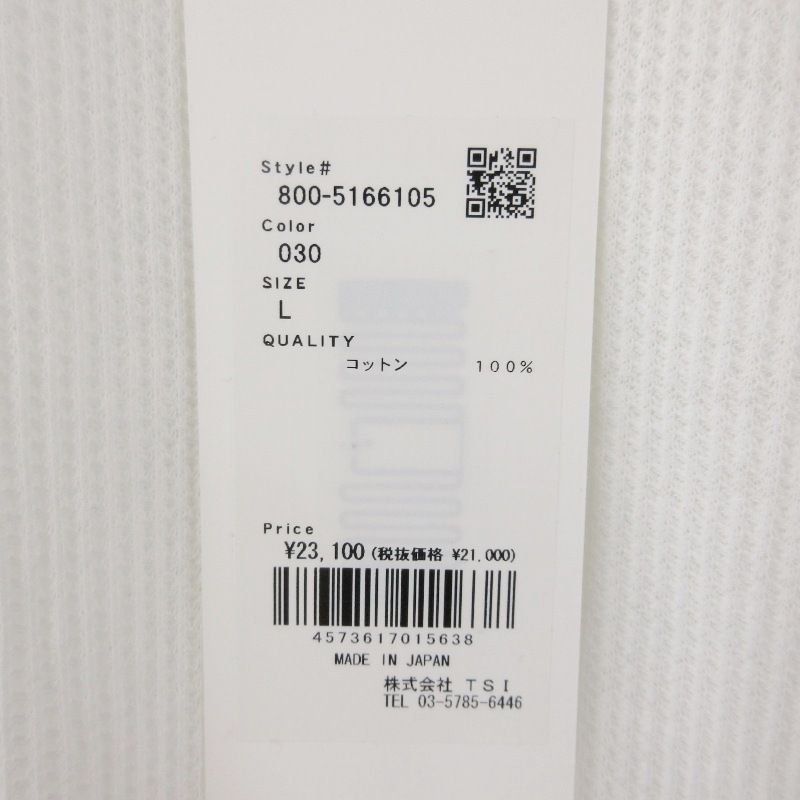 Style#
800-5166105
Color
030
SIZE
L
QUALITY
コットン 100%
Price
¥23,100(税抜価格 ¥21,000)
4573617015638
MADE IN JAPAN
株式会社 TSI
TEL 03-5785-6446